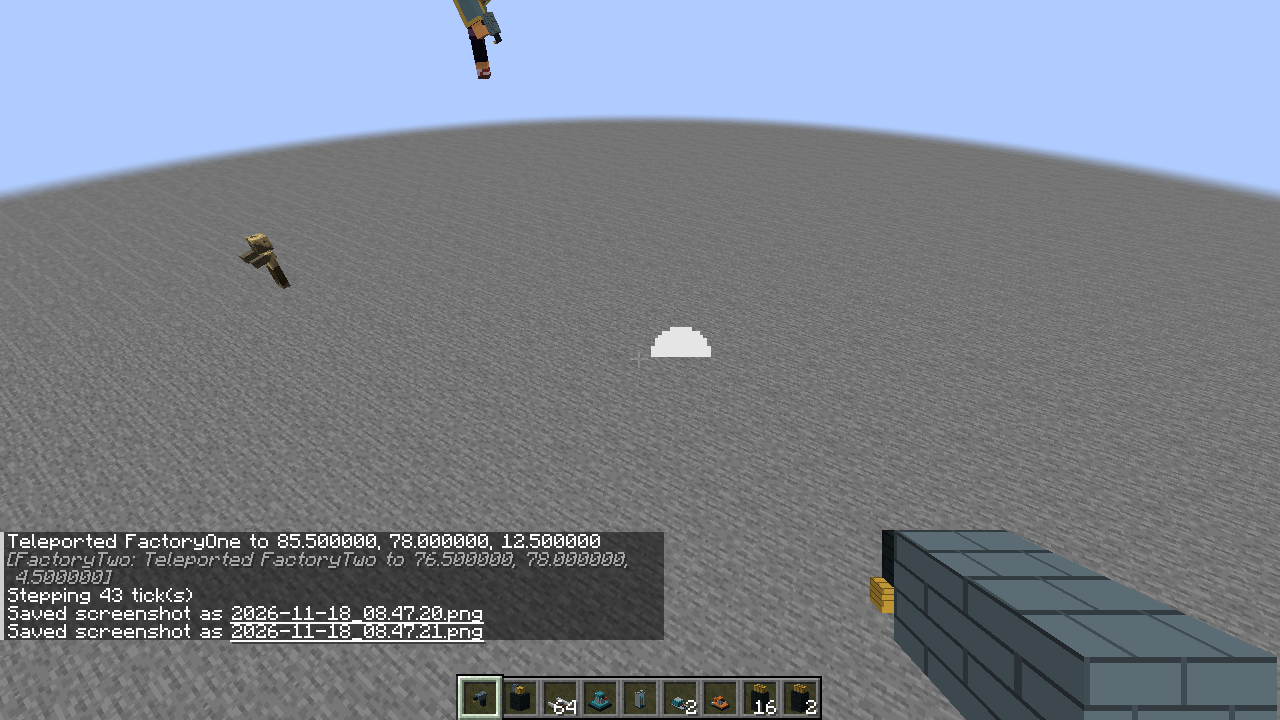 Teleported FactoryOne to 85.500000, 78.000000, 12.500000
[FactoryTwo: Teleported FactoryTwo to 76.500000, 78.000000,
4.500000]
Stepping 43 tick(s)
Saved screenshot as 2026-11-18_08.47.20.png
Saved screenshot as 2026-11-18_08.47.21.png
64 2 16 2